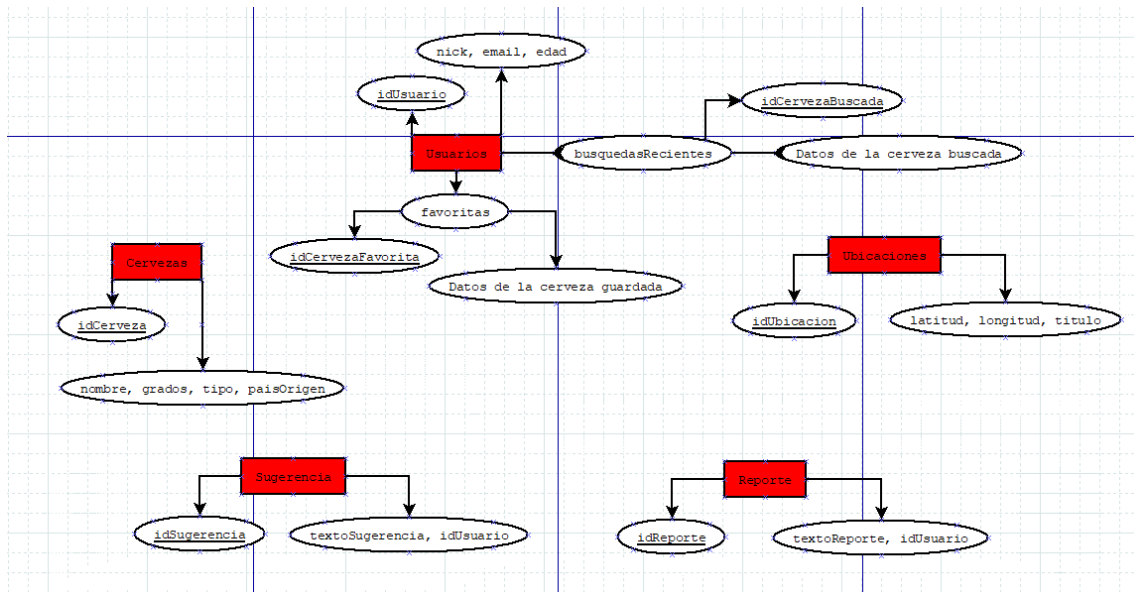 nick, email, edad
idUsuario
idCervezaBuscada
Usuarios
busquedasRecientes
Datos de la cerveza buscada
favoritas
idCervezaFavorita
Datos de la cerveza guardada
Cervezas
idCerveza
nombre, grados, tipo, paisOrigen
Ubicaciones
idUbicacion
latitud, longitud, titulo
Sugerencia
idSugerencia
textoSugerencia, idUsuario
Reporte
idReporte
textoReporte, idUsuario